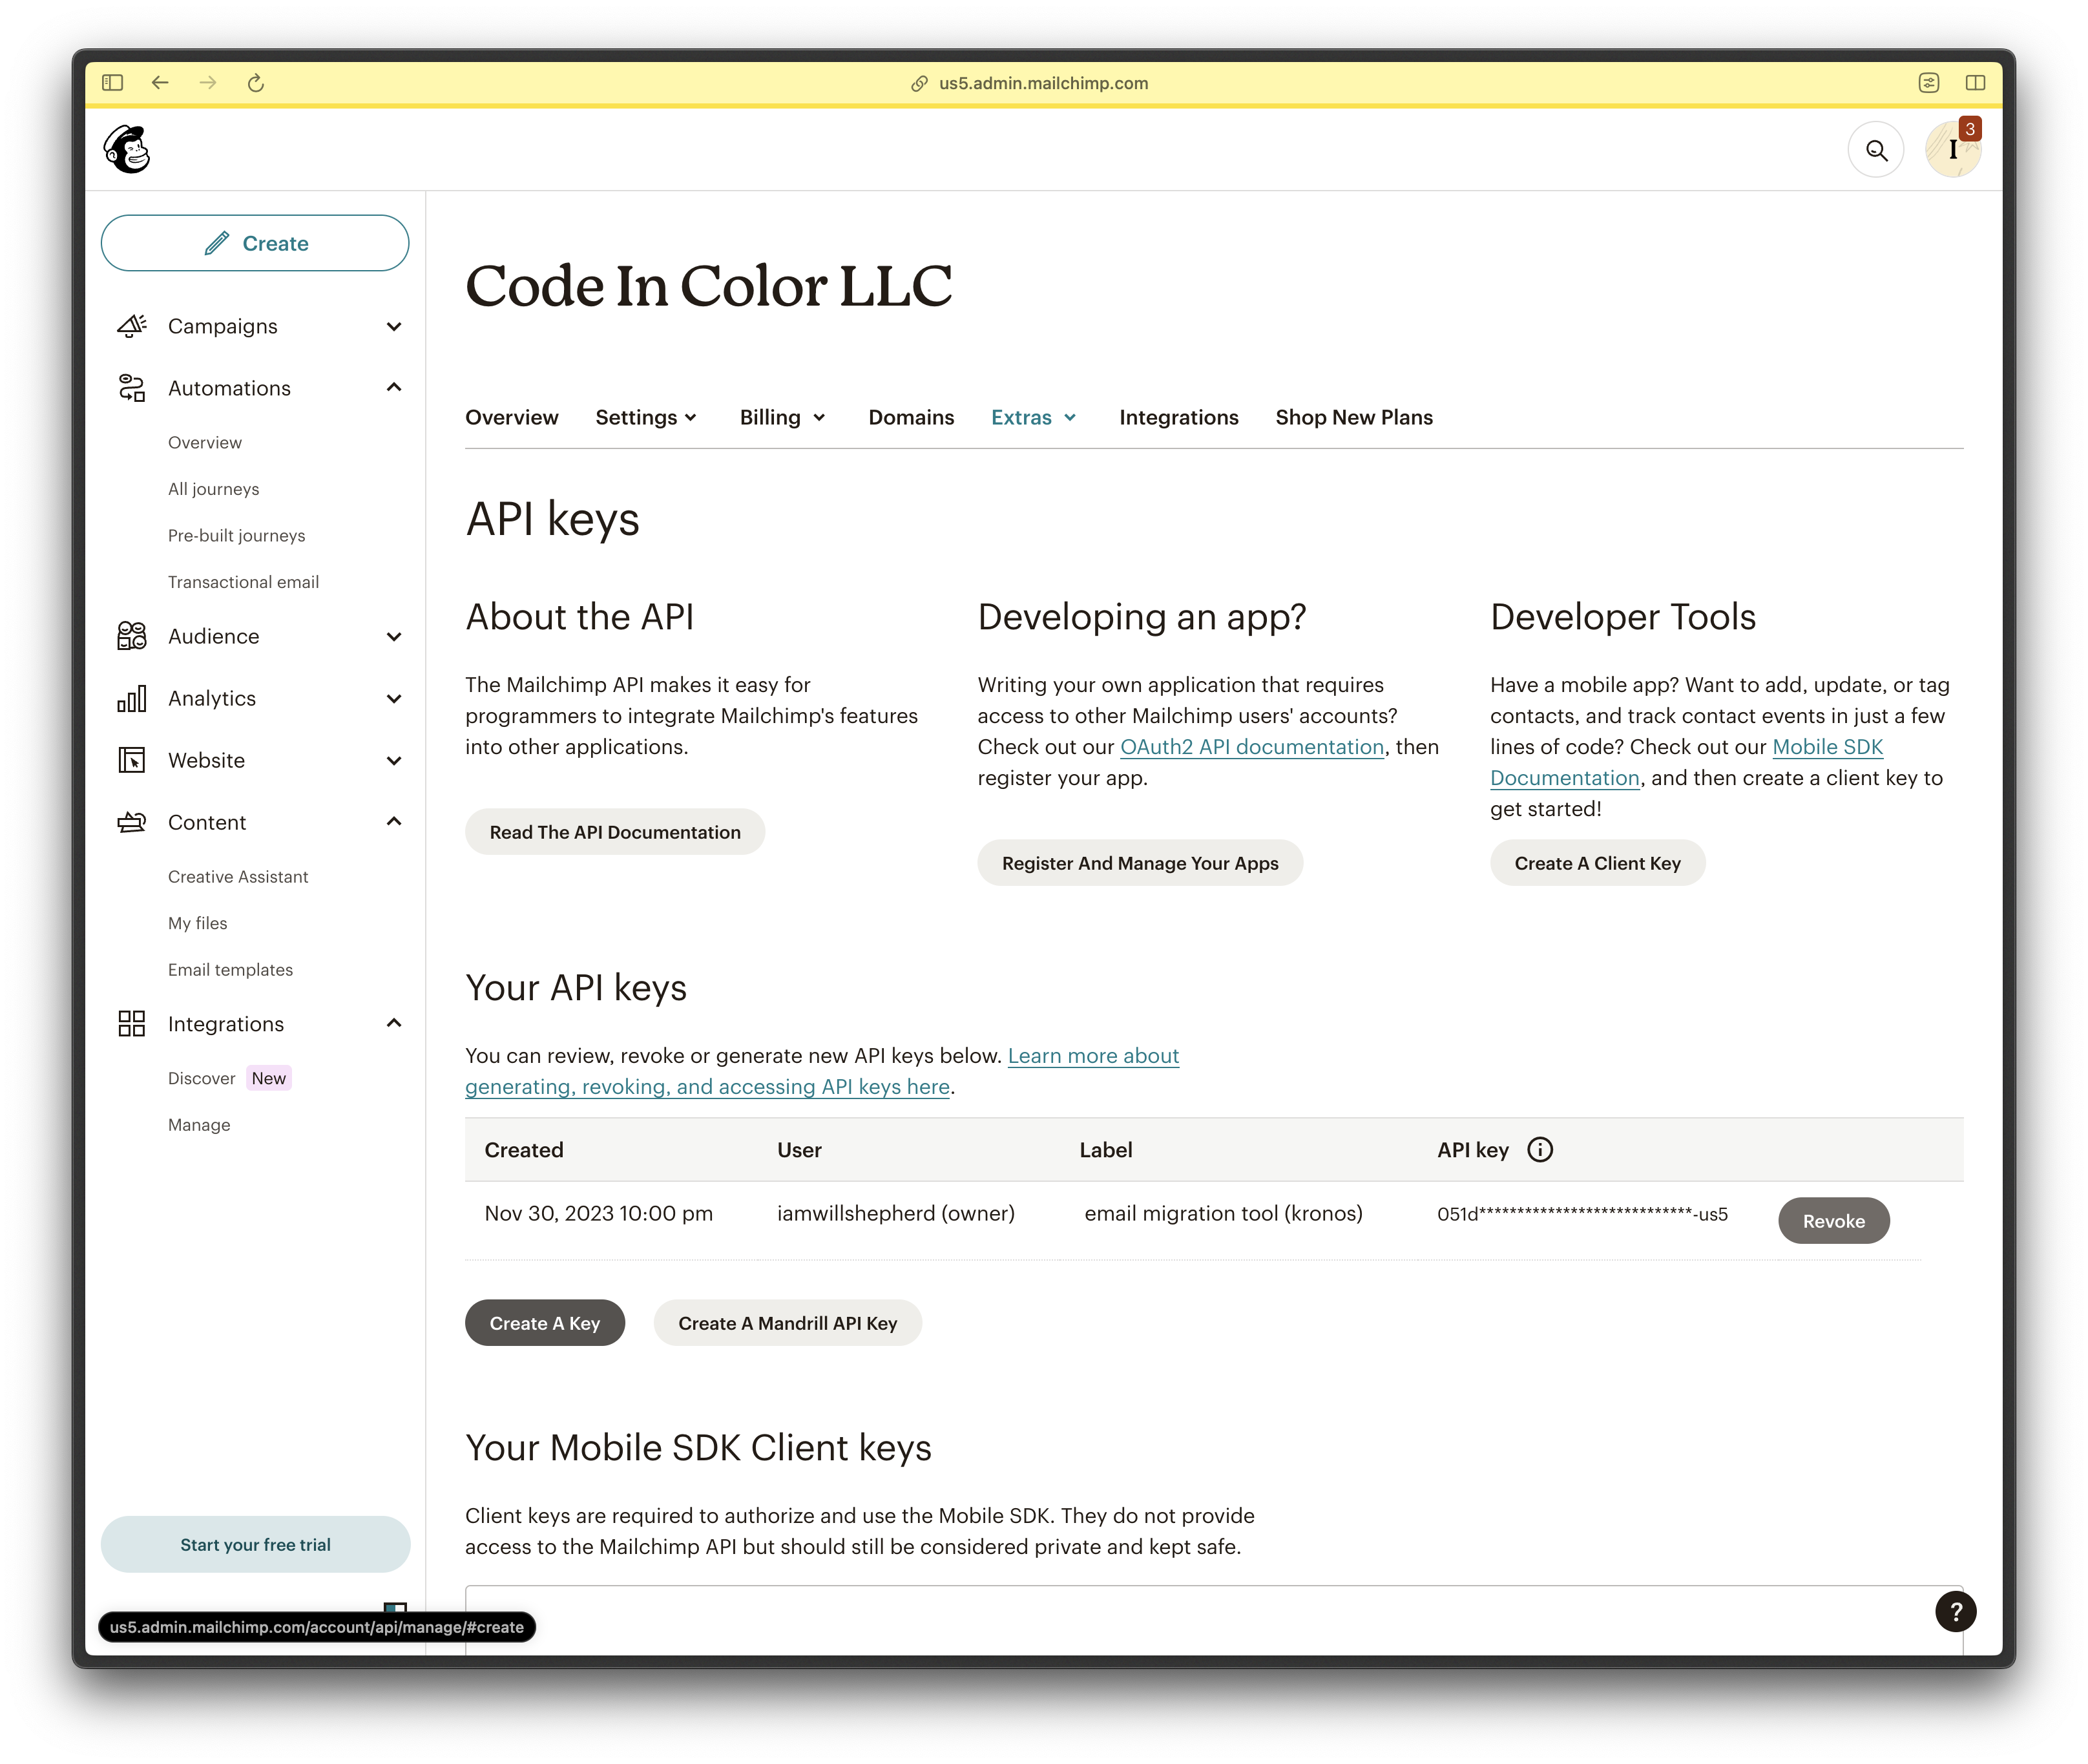 us5.admin.mailchimp.com
3
I
Create
Campaigns
Automations
Overview
All journeys
Pre-built journeys
Transactional email
Audience
Analytics
Website
Content
Creative Assistant
My files
Email templates
Integrations
Discover New
Manage
Start your free trial
us5.admin.mailchimp.com/account/api/manage/#create
Code In Color LLC
Overview Settings Billing Domains Extras Integrations Shop New Plans
API keys
About the API
The Mailchimp API makes it easy for
programmers to integrate Mailchimp's features
into other applications.
Read The API Documentation
Developing an app?
Writing your own application that requires
access to other Mailchimp users' accounts?
Check out our OAuth2 API documentation, then
register your app.
Register And Manage Your Apps
Developer Tools
Have a mobile app? Want to add, update, or tag
contacts, and track contact events in just a few
lines of code? Check out our Mobile SDK
Documentation, and then create a client key to
get started!
Create A Client Key
Your API keys
You can review, revoke or generate new API keys below. Learn more about
generating, revoking, and accessing API keys here.
Created User Label API key
Nov 30, 2023 10:00 pm iamwillshepherd (owner) email migration tool (kronos) 051d****************************-us5 Revoke
Create A Key Create A Mandrill API Key
Your Mobile SDK Client keys
Client keys are required to authorize and use the Mobile SDK. They do not provide
access to the Mailchimp API but should still be considered private and kept safe.
?